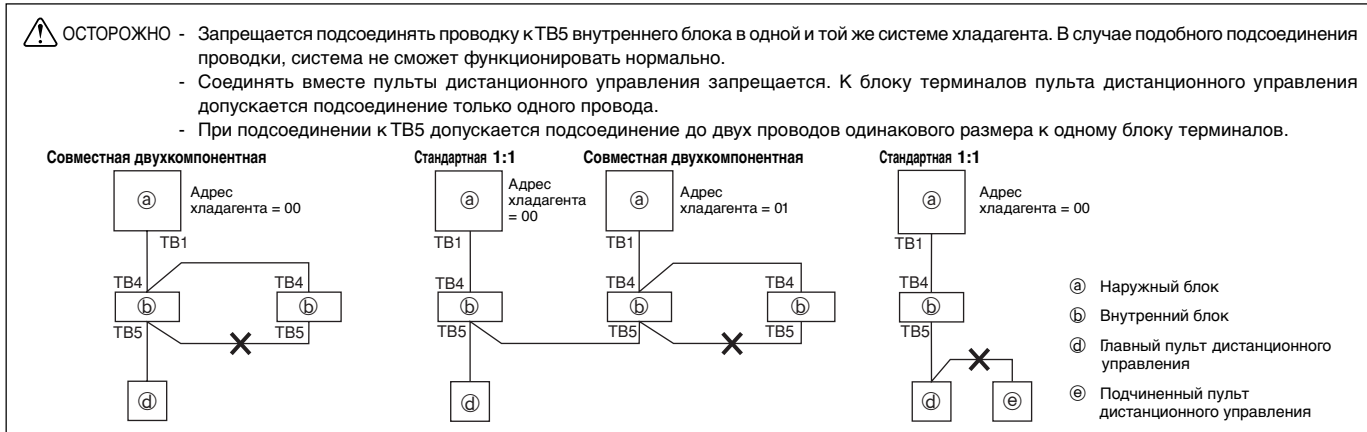 ОСТОРОЖНО - Запрещается подсоединять проводку к TB5 внутреннего блока в одной и той же системе хладагента. В случае подобного подсоединения
проводки, система не сможет функционировать нормально.
- Соединять вместе пульты дистанционного управления запрещается. К блоку терминалов пульта дистанционного управления
допускается подсоединение только одного провода.
- При подсоединении к TB5 допускается подсоединение до двух проводов одинакового размера к одному блоку терминалов.
Совместная двухкомпонентная
ⓐ
Адрес
хладагента = 00
TB1
TB4
TB4
ⓑ
ⓑ
TB5
TB5
ⓓ
Стандартная 1:1
Совместная двухкомпонентная
ⓐ
Адрес
хладагента
= 00
ⓐ
Адрес
хладагента = 01
TB1
TB1
TB4
TB4
TB4
ⓑ
ⓑ
ⓑ
TB5
TB5
TB5
ⓓ
Стандартная 1:1
ⓐ
Адрес
хладагента = 00
TB1
TB4
ⓑ
TB5
ⓓ
ⓔ
ⓐ Наружный блок
ⓑ Внутренний блок
ⓓ Главный пульт дистанционного
управления
ⓔ Подчиненный пульт
дистанционного управления